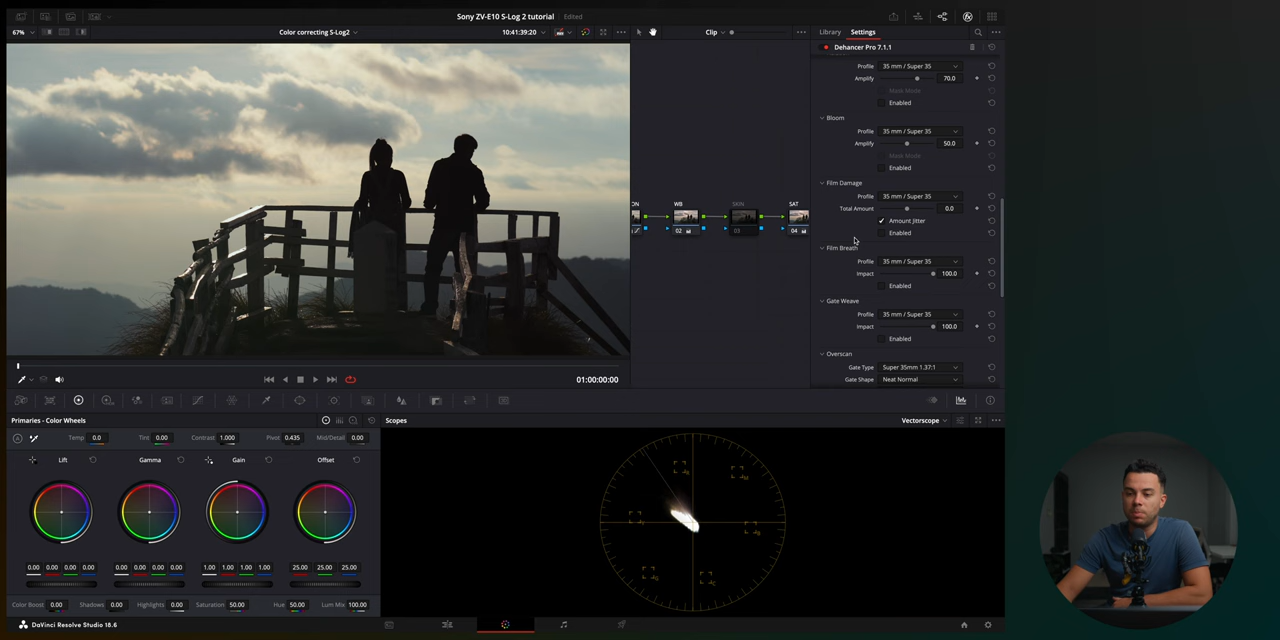 Sony ZV-E10 S-Log 2 tutorial Edited
67% Color correcting S-Log2 10:41:39:20 Clip Library Settings
Dehancer Pro 7.1.1
Profile 35 mm / Super 35
Amplify 70.0
Mask Mode
Enabled
Bloom
Profile 35 mm / Super 35
Amplify 50.0
Mask Mode
Enabled
Film Damage
Profile 35 mm / Super 35
Total Amount 0.0
Amount Jitter
Enabled
Film Breath
Profile 35 mm / Super 35
Impact 100.0
Enabled
Gate Weave
Profile 35 mm / Super 35
Impact 100.0
Enabled
Overscan
Gate Type Super 35mm 1.37:1
Gate Shape Neat Normal
ON WB SKIN SAT
02 03 04
01:00:00:00
Primaries - Color Wheels
Scopes Vectorscope
Temp 0.0 Tint 0.00 Contrast 1.000 Pivot 0.435 Mid/Detail 0.00
Lift Gamma Gain Offset
0.00 0.00 0.00 0.00 0.00 0.00 0.00 0.00 1.00 1.00 1.00 1.00 25.00 25.00 25.00
Color Boost 0.00 Shadows 0.00 Highlights 0.00 Saturation 50.00 Hue 50.00 Lum Mix 100.00
DaVinci Resolve Studio 18.6